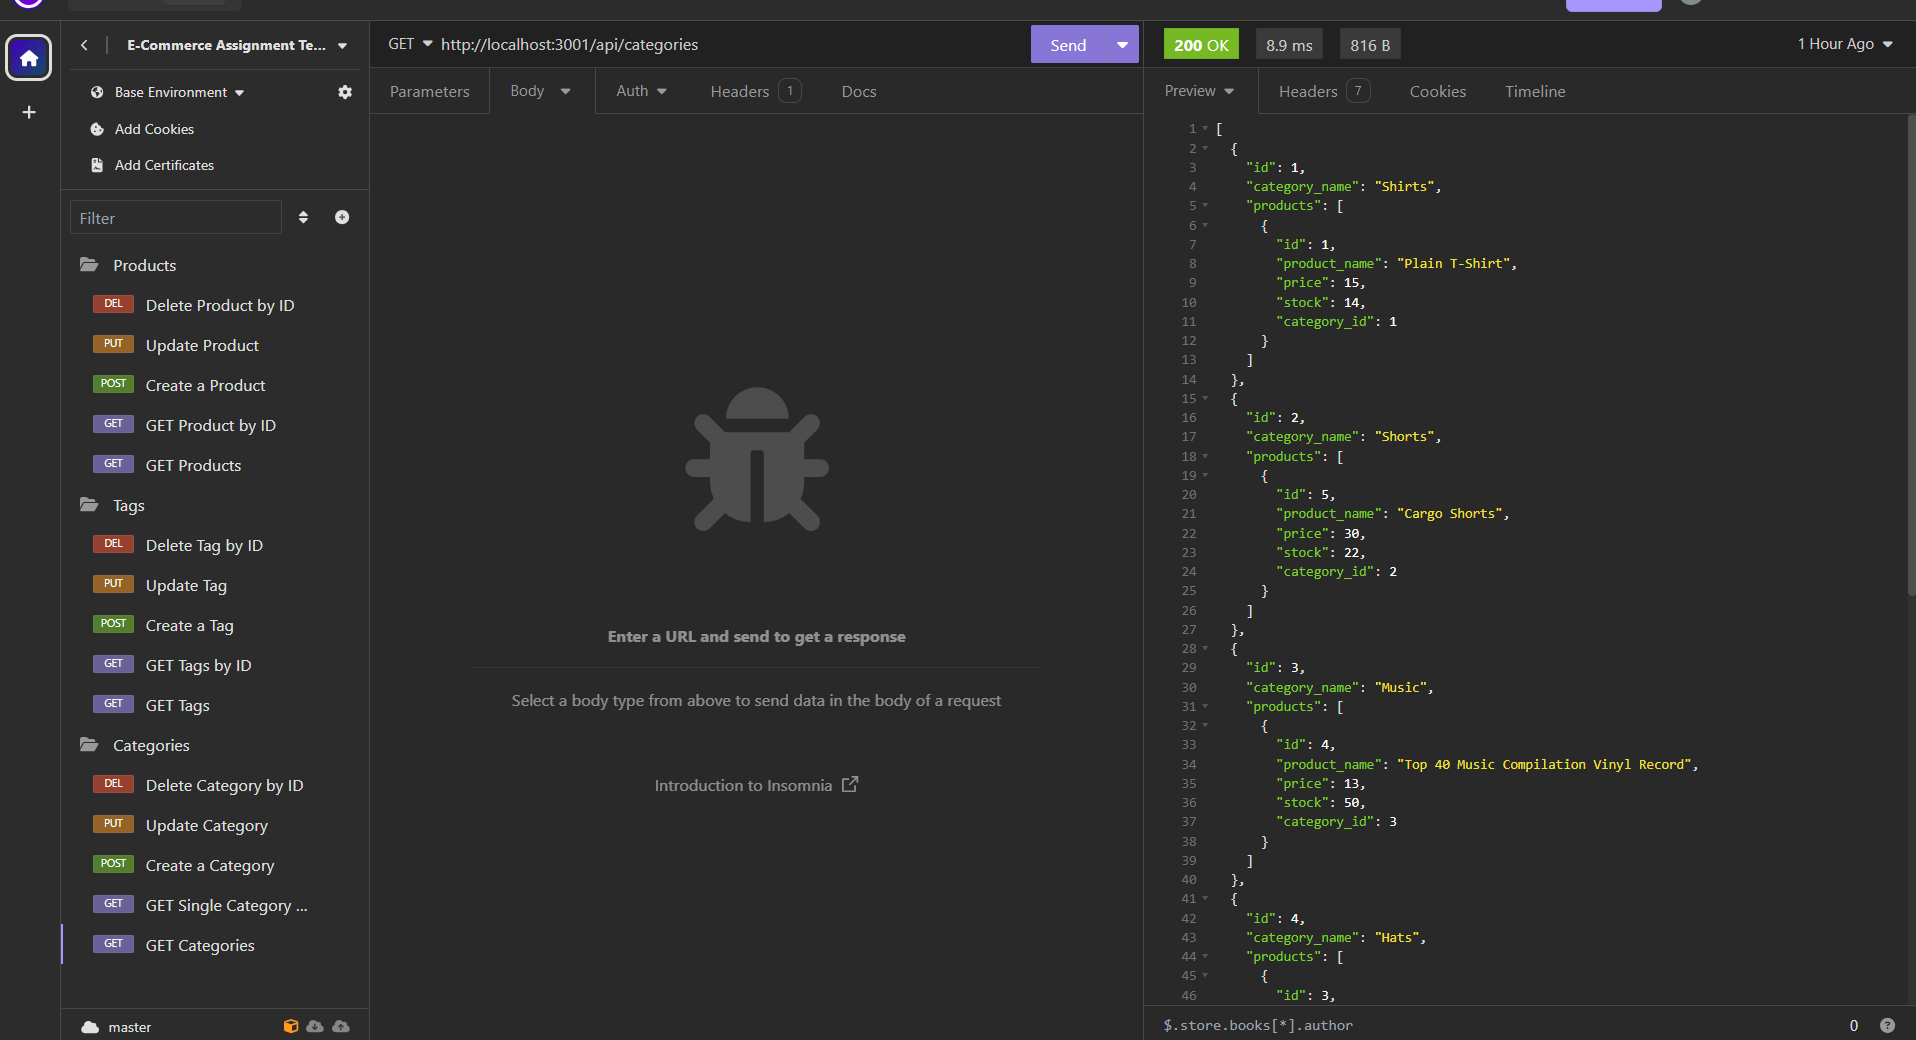 E-Commerce Assignment Te...
Base Environment
Add Cookies
Add Certificates
Filter
Products
DEL Delete Product by ID
PUT Update Product
POST Create a Product
GET GET Product by ID
GET GET Products
Tags
DEL Delete Tag by ID
PUT Update Tag
POST Create a Tag
GET GET Tags by ID
GET GET Tags
Categories
DEL Delete Category by ID
PUT Update Category
POST Create a Category
GET GET Single Category ...
GET GET Categories
master
GET http://localhost:3001/api/categories Send
Parameters Body Auth Headers 1 Docs
Enter a URL and send to get a response
Select a body type from above to send data in the body of a request
Introduction to Insomnia
200 OK 8.9 ms 816 B 1 Hour Ago
Preview Headers 7 Cookies Timeline
1 [
2 {
3 "id": 1,
4 "category_name": "Shirts",
5 "products": [
6 {
7 "id": 1,
8 "product_name": "Plain T-Shirt",
9 "price": 15,
10 "stock": 14,
11 "category_id": 1
12 }
13 ]
14 },
15 {
16 "id": 2,
17 "category_name": "Shorts",
18 "products": [
19 {
20 "id": 5,
21 "product_name": "Cargo Shorts",
22 "price": 30,
23 "stock": 22,
24 "category_id": 2
25 }
26 ]
27 },
28 {
29 "id": 3,
30 "category_name": "Music",
31 "products": [
32 {
33 "id": 4,
34 "product_name": "Top 40 Music Compilation Vinyl Record",
35 "price": 13,
36 "stock": 50,
37 "category_id": 3
38 }
39 ]
40 },
41 {
42 "id": 4,
43 "category_name": "Hats",
44 "products": [
45 {
46 "id": 3,
$.store.books[*].author 0 ?